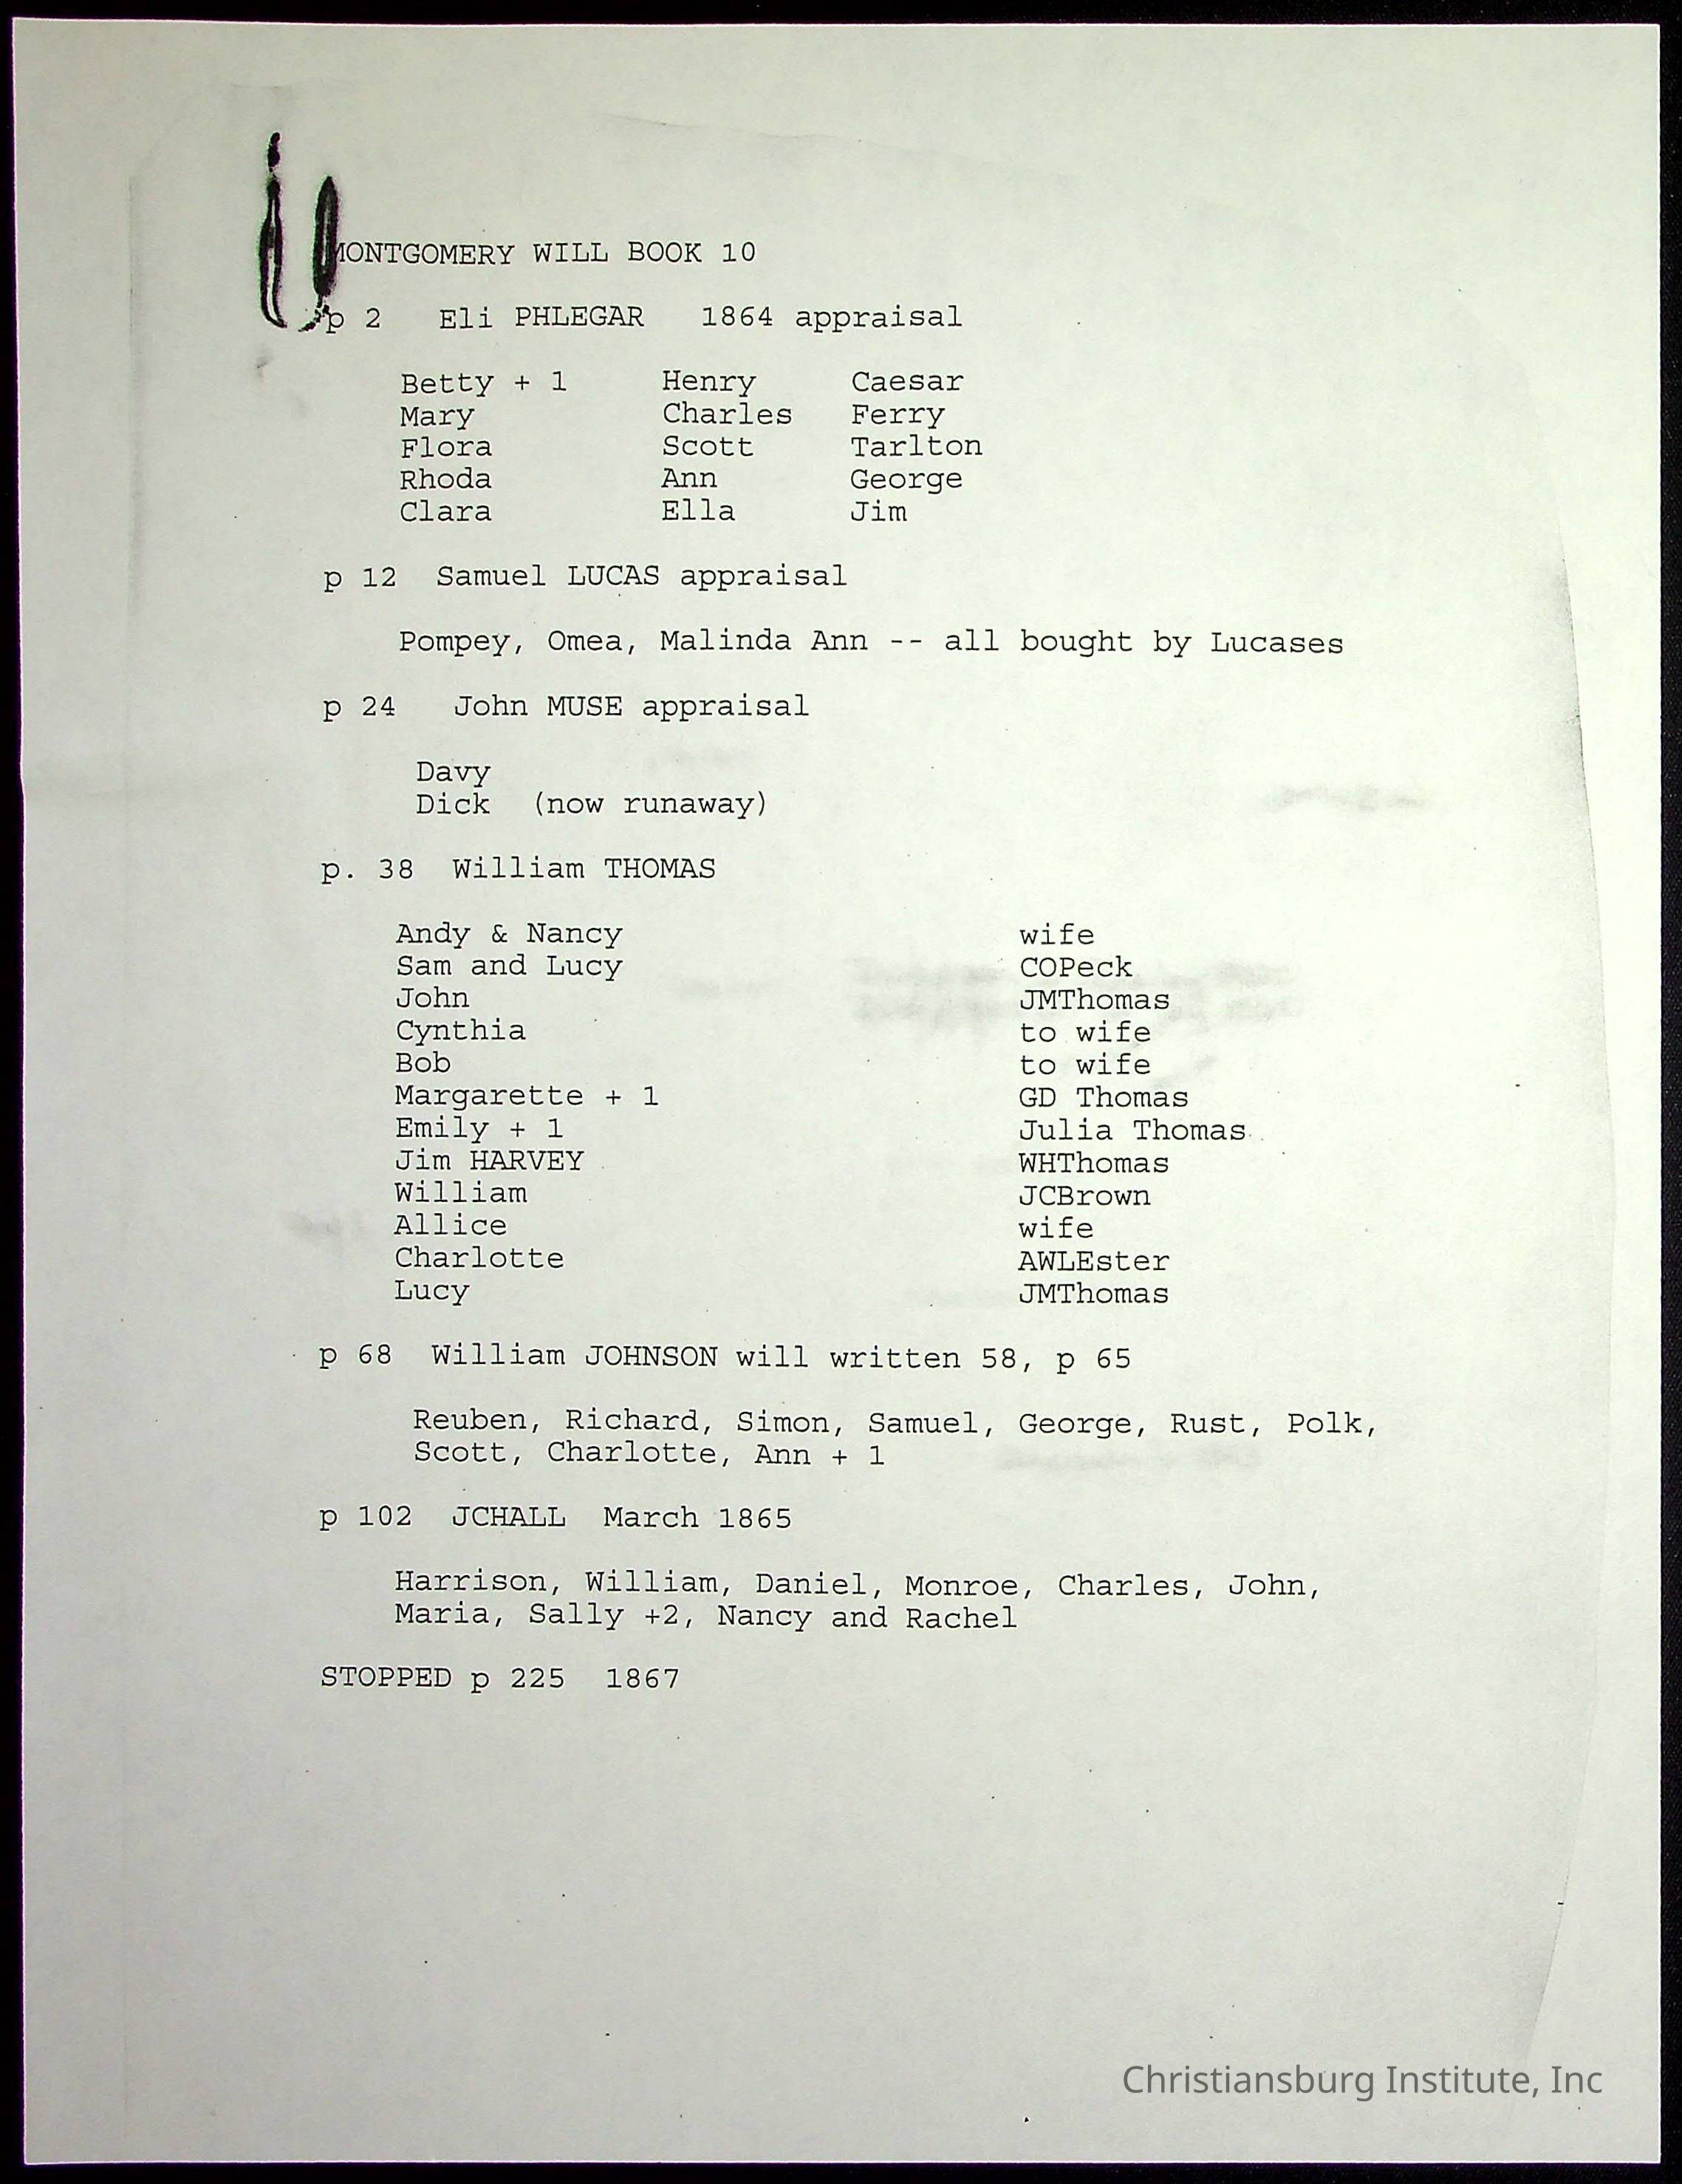 MONTGOMERY WILL BOOK 10
p 2 Eli PHLEGAR 1864 appraisal
Betty + 1 Henry Caesar
Mary Charles Ferry
Flora Scott Tarlton
Rhoda Ann George
Clara Ella Jim
p 12 Samuel LUCAS appraisal
Pompey, Omea, Malinda Ann -- all bought by Lucases
p 24 John MUSE appraisal
Davy
Dick (now runaway)
p. 38 William THOMAS
Andy & Nancy wife
Sam and Lucy COPeck
John JMThomas
Cynthia to wife
Bob to wife
Margarette + 1 GD Thomas
Emily + 1 Julia Thomas
Jim HARVEY WHThomas
William JCBrown
Allice wife
Charlotte AWLEster
Lucy JMThomas
p 68 William JOHNSON will written 58, p 65
Reuben, Richard, Simon, Samuel, George, Rust, Polk,
Scott, Charlotte, Ann + 1
p 102 JCHALL March 1865
Harrison, William, Daniel, Monroe, Charles, John,
Maria, Sally +2, Nancy and Rachel
STOPPED p 225 1867
Christiansburg Institute, Inc